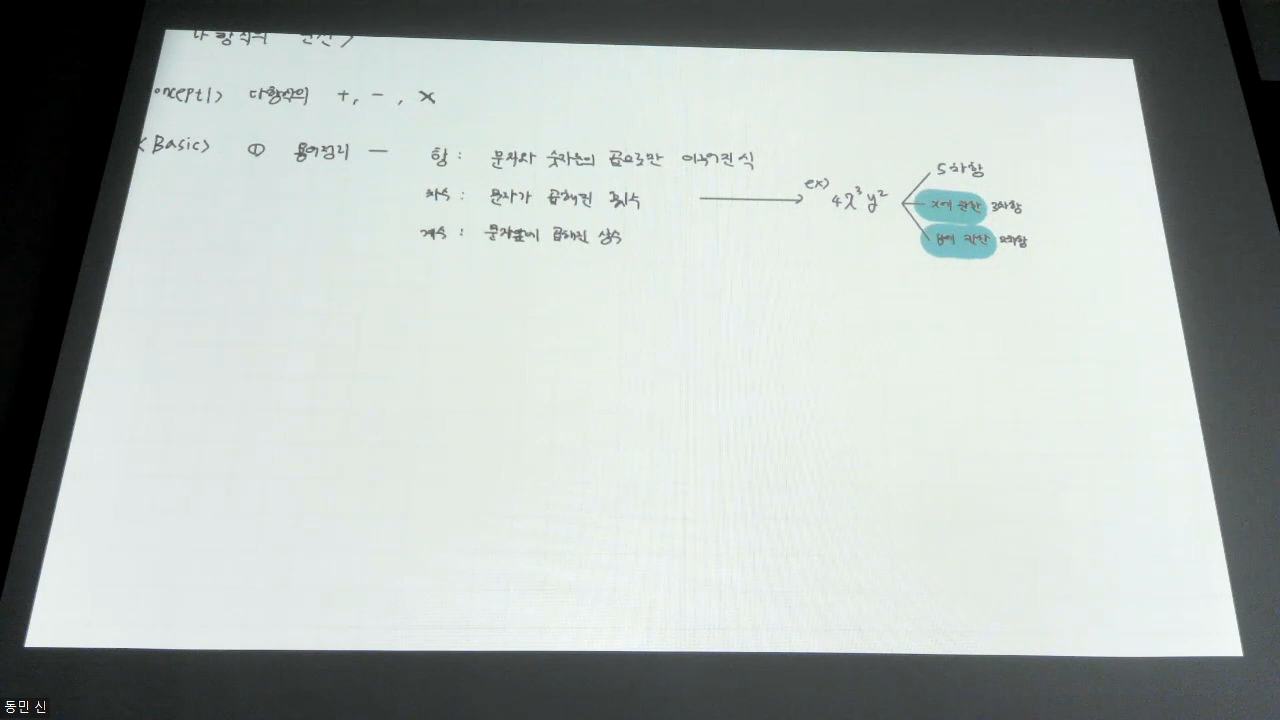 다항식의 연산>
oncept1> 다항식의 +, -, ×
<Basic> ① 용어정리 — 항 : 문자와 숫자들의 곱으로만 이루어진 식
차수 : 문자가 곱해진 횟수 → ex) 4x³y² 5차항
x에 관한 3차항
계수 : 문자앞에 곱해진 상수
y에 관한 2차항
동민 신